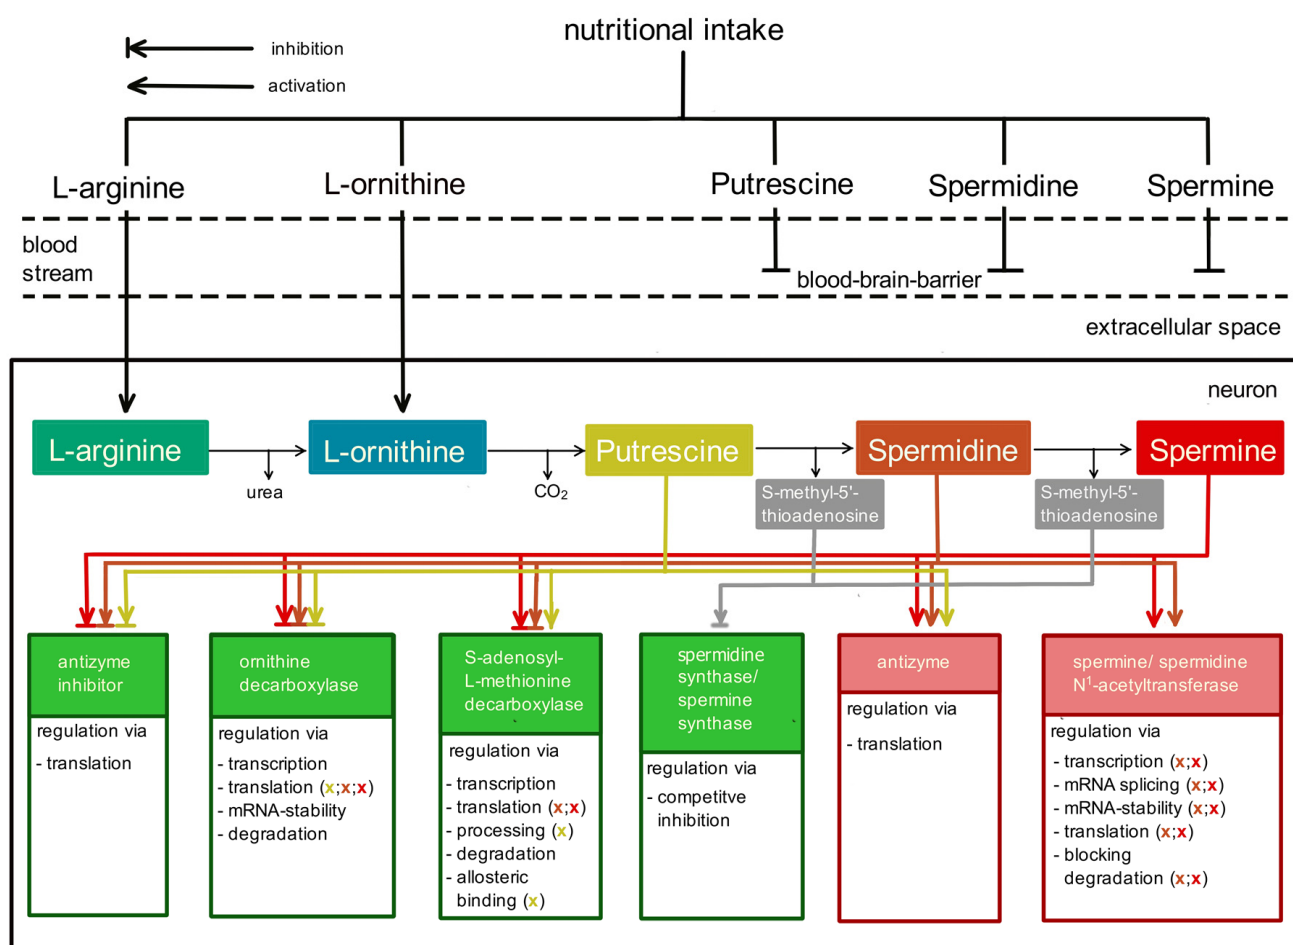 nutritional intake
inhibition
activation
L-arginine
L-ornithine
Putrescine
Spermidine
Spermine
blood
stream
blood-brain-barrier
extracellular space
neuron
L-arginine
L-ornithine
Putrescine
Spermidine
Spermine
urea
CO₂
S-methyl-5'-
thioadenosine
S-methyl-5'-
thioadenosine
antizyme
inhibitor
regulation via
- translation
ornithine
decarboxylase
regulation via
- transcription
- translation (x;x;x)
- mRNA-stability
- degradation
S-adenosyl-
L-methionine
decarboxylase
regulation via
- transcription
- translation (x;x)
- processing (x)
- degradation
- allosteric
binding (x)
spermidine
synthase/
spermine
synthase
regulation via
- competitve
inhibition
antizyme
regulation via
- translation
spermine/ spermidine
N¹-acetyltransferase
regulation via
- transcription (x;x)
- mRNA splicing (x;x)
- mRNA-stability (x;x)
- translation (x;x)
- blocking
degradation (x;x)